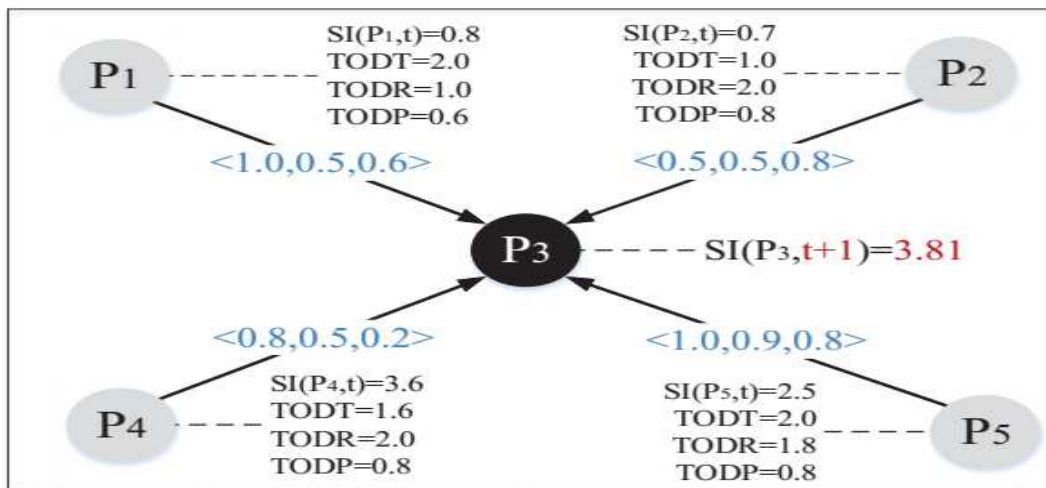 P1
SI(P1,t)=0.8
TODT=2.0
TODR=1.0
TODP=0.6
SI(P2,t)=0.7
TODT=1.0
TODR=2.0
TODP=0.8
P2
<1.0,0.5,0.6>
<0.5,0.5,0.8>
P3
SI(P3,t+1)=3.81
<0.8,0.5,0.2>
<1.0,0.9,0.8>
P4
SI(P4,t)=3.6
TODT=1.6
TODR=2.0
TODP=0.8
SI(P5,t)=2.5
TODT=2.0
TODR=1.8
TODP=0.8
P5